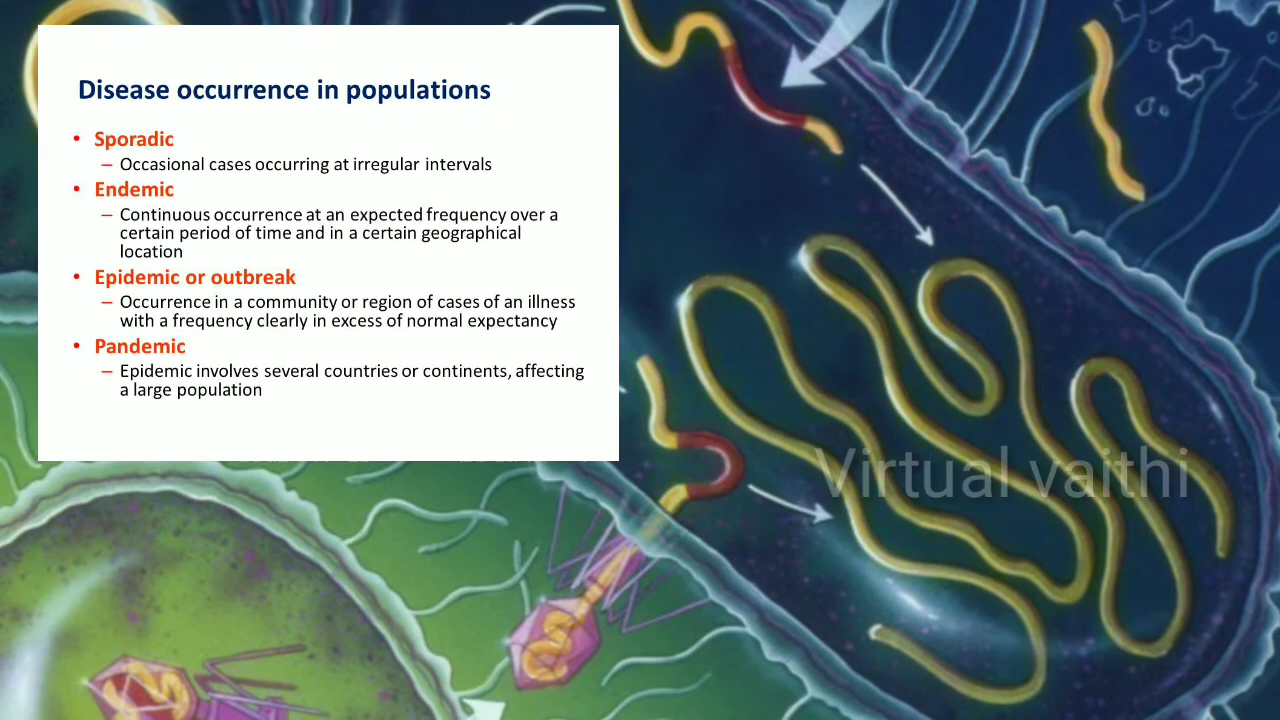 Disease occurrence in populations
• Sporadic
– Occasional cases occurring at irregular intervals
• Endemic
– Continuous occurrence at an expected frequency over a
certain period of time and in a certain geographical
location
• Epidemic or outbreak
– Occurrence in a community or region of cases of an illness
with a frequency clearly in excess of normal expectancy
• Pandemic
– Epidemic involves several countries or continents, affecting
a large population
Virtual vaithi